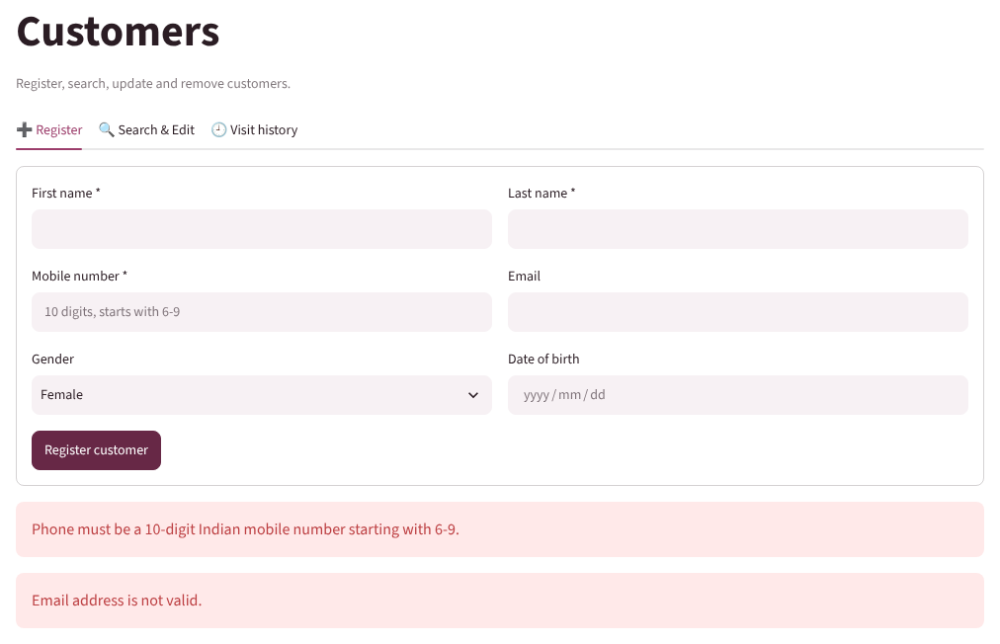 Customers
Register, search, update and remove customers.
➕ Register 🔍 Search & Edit 🕘 Visit history
First name * Last name *
Mobile number * Email
10 digits, starts with 6-9
Gender Date of birth
Female yyyy / mm / dd
Register customer
Phone must be a 10-digit Indian mobile number starting with 6-9.
Email address is not valid.